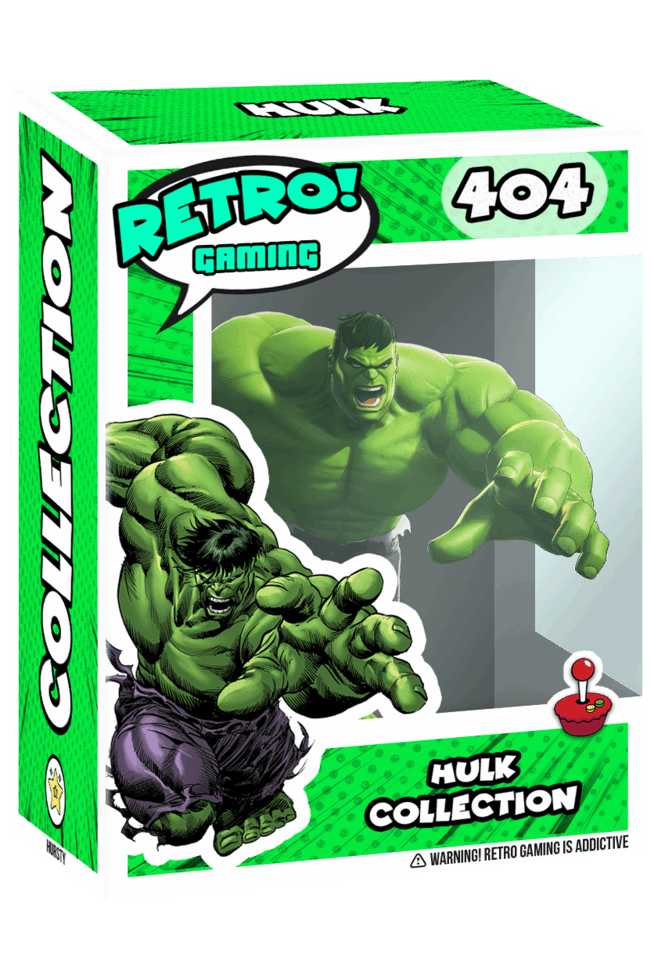 HULK
RETRO!
GAMING
404
COLLECTION
HULK
COLLECTION
WARNING! RETRO GAMING IS ADDICTIVE
HURSTY